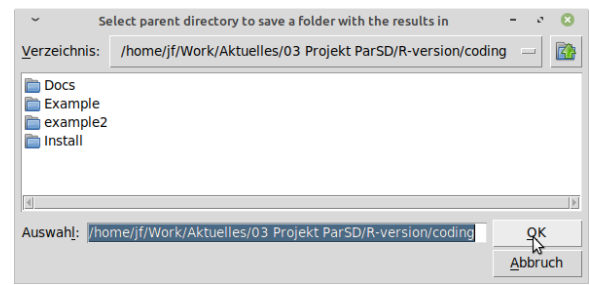 Select parent directory to save a folder with the results in
Verzeichnis: /home/jf/Work/Aktuelles/03 Projekt ParSD/R-version/coding
Docs
Example
example2
Install
Auswahl: /home/jf/Work/Aktuelles/03 Projekt ParSD/R-version/coding
OK
Abbruch